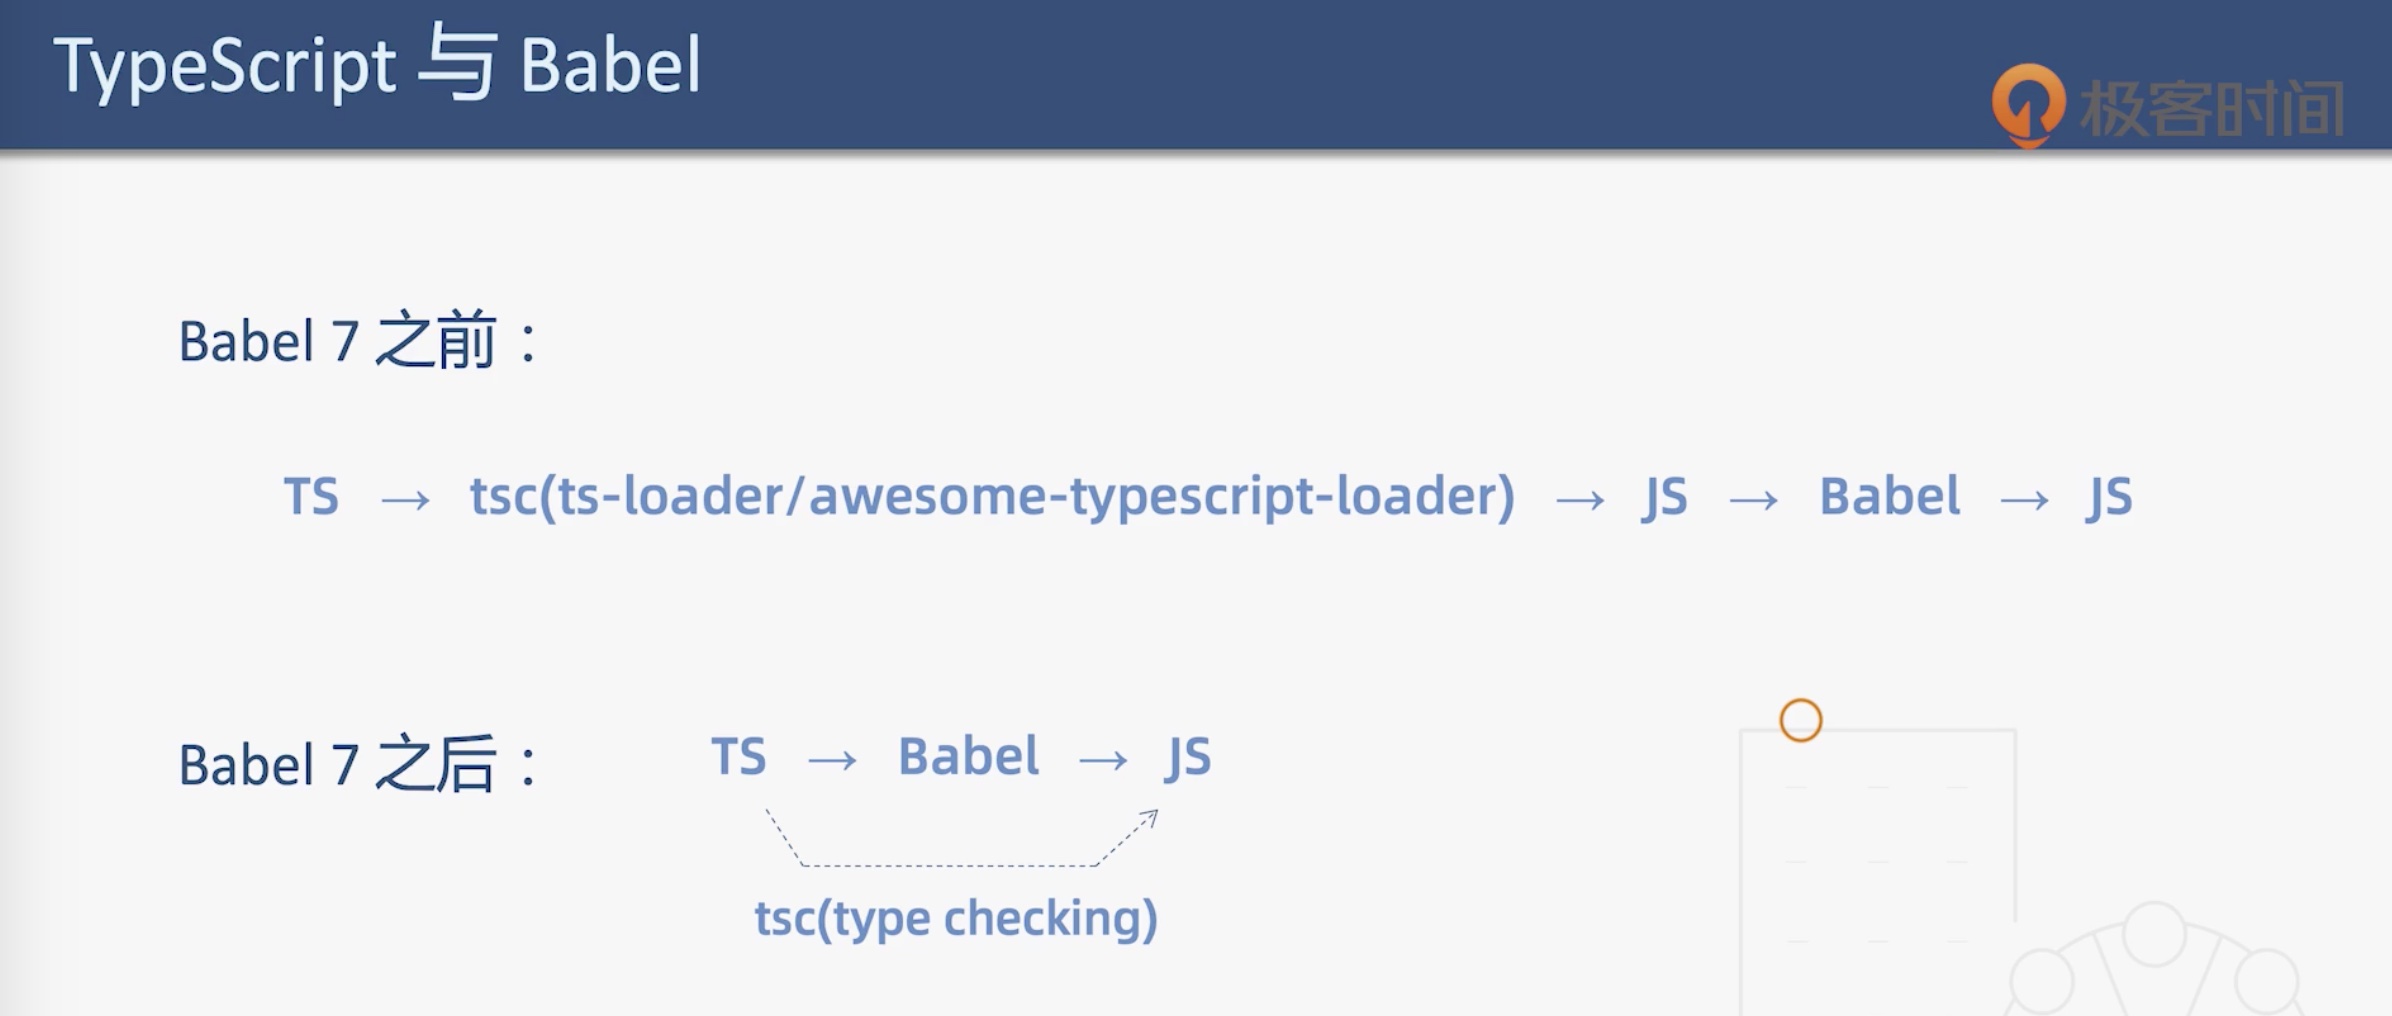 TypeScript 与 Babel
极客时间
Babel 7 之前：
TS → tsc(ts-loader/awesome-typescript-loader) → JS → Babel → JS
Babel 7 之后：
TS → Babel → JS
tsc(type checking)